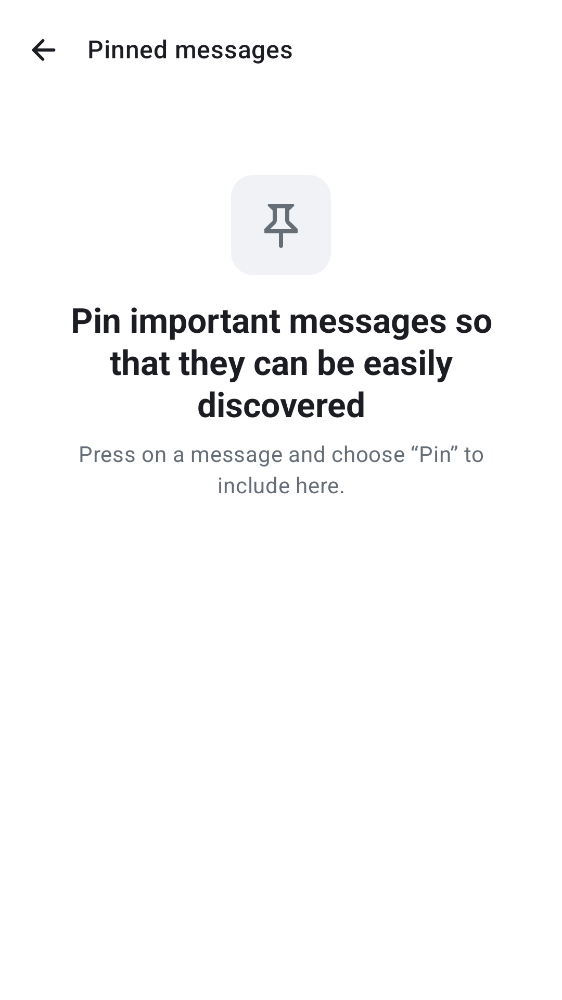 Pinned messages
Pin important messages so
that they can be easily
discovered
Press on a message and choose “Pin” to
include here.